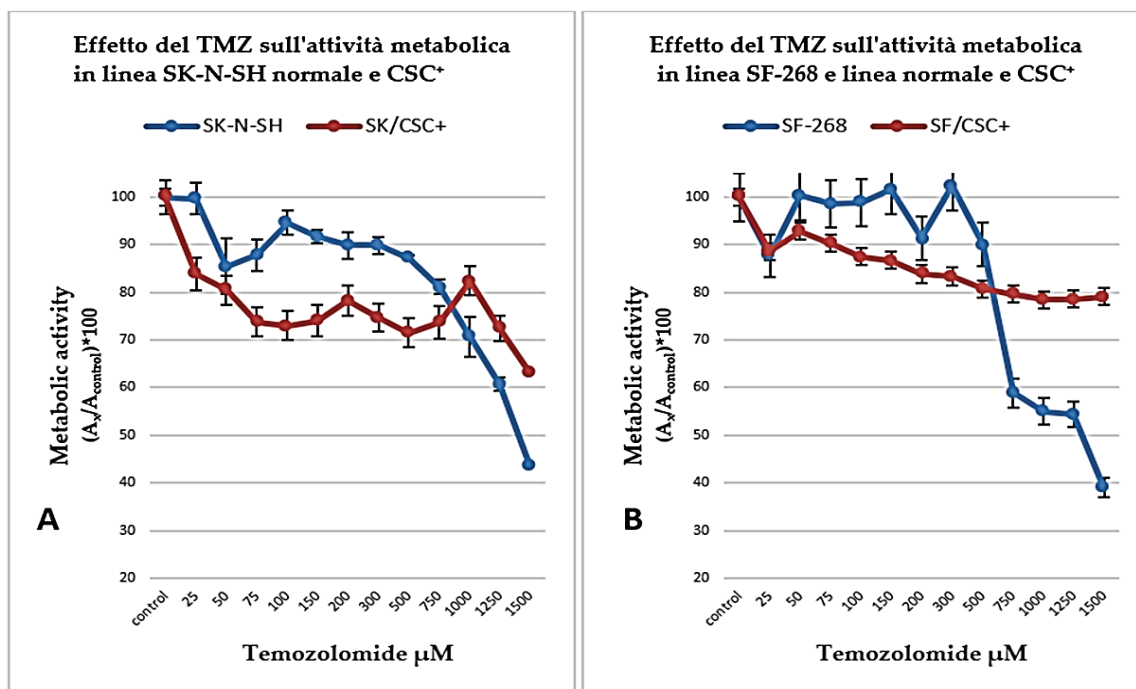 Effetto del TMZ sull'attività metabolica
in linea SK-N-SH normale e CSC⁺
SK-N-SH
SK/CSC+
Metabolic activity
(Aₓ/A_control)*100
100
90
80
70
60
50
40
30
20
A
control
25
50
75
100
150
200
300
500
750
1000
1250
1500
Temozolomide µM
Effetto del TMZ sull'attività metabolica
in linea SF-268 e linea normale e CSC⁺
SF-268
SF/CSC+
Metabolic activity
(Aₓ/A_control)*100
100
90
80
70
60
50
40
30
20
B
control
25
50
75
100
150
200
300
500
750
1000
1250
1500
Temozolomide µM